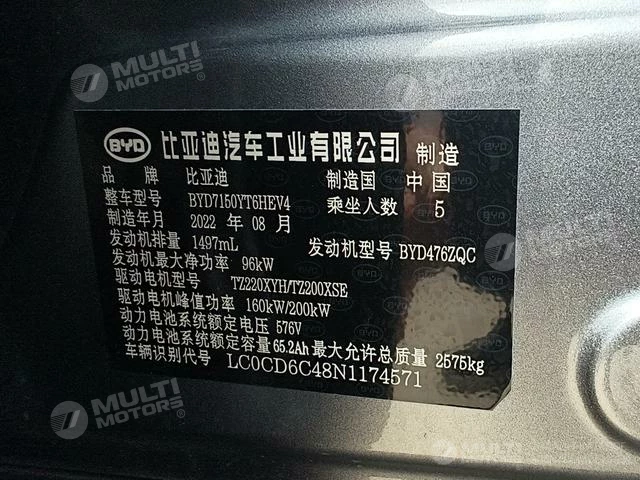 MULTI MOTORS®
MULTI MOTORS®
BYD 比亚迪汽车工业有限公司 制造
品 牌 比亚迪 制造国 中国
整车型号 BYD7150YT6HEV4 乘坐人数 5
制造年月 2022 年 08 月
发动机排量 1497mL 发动机型号 BYD476ZQC
发动机最大净功率 96kW
驱动电机型号 TZ220XYH/TZ200XSE
驱动电机峰值功率 160kW/200kW
动力电池系统额定电压 576V
动力电池系统额定容量 65.2Ah 最大允许总质量 2575kg
车辆识别代号 LC0CD6C48N1174571
MULTI MOTORS®
MULTI MOTORS®